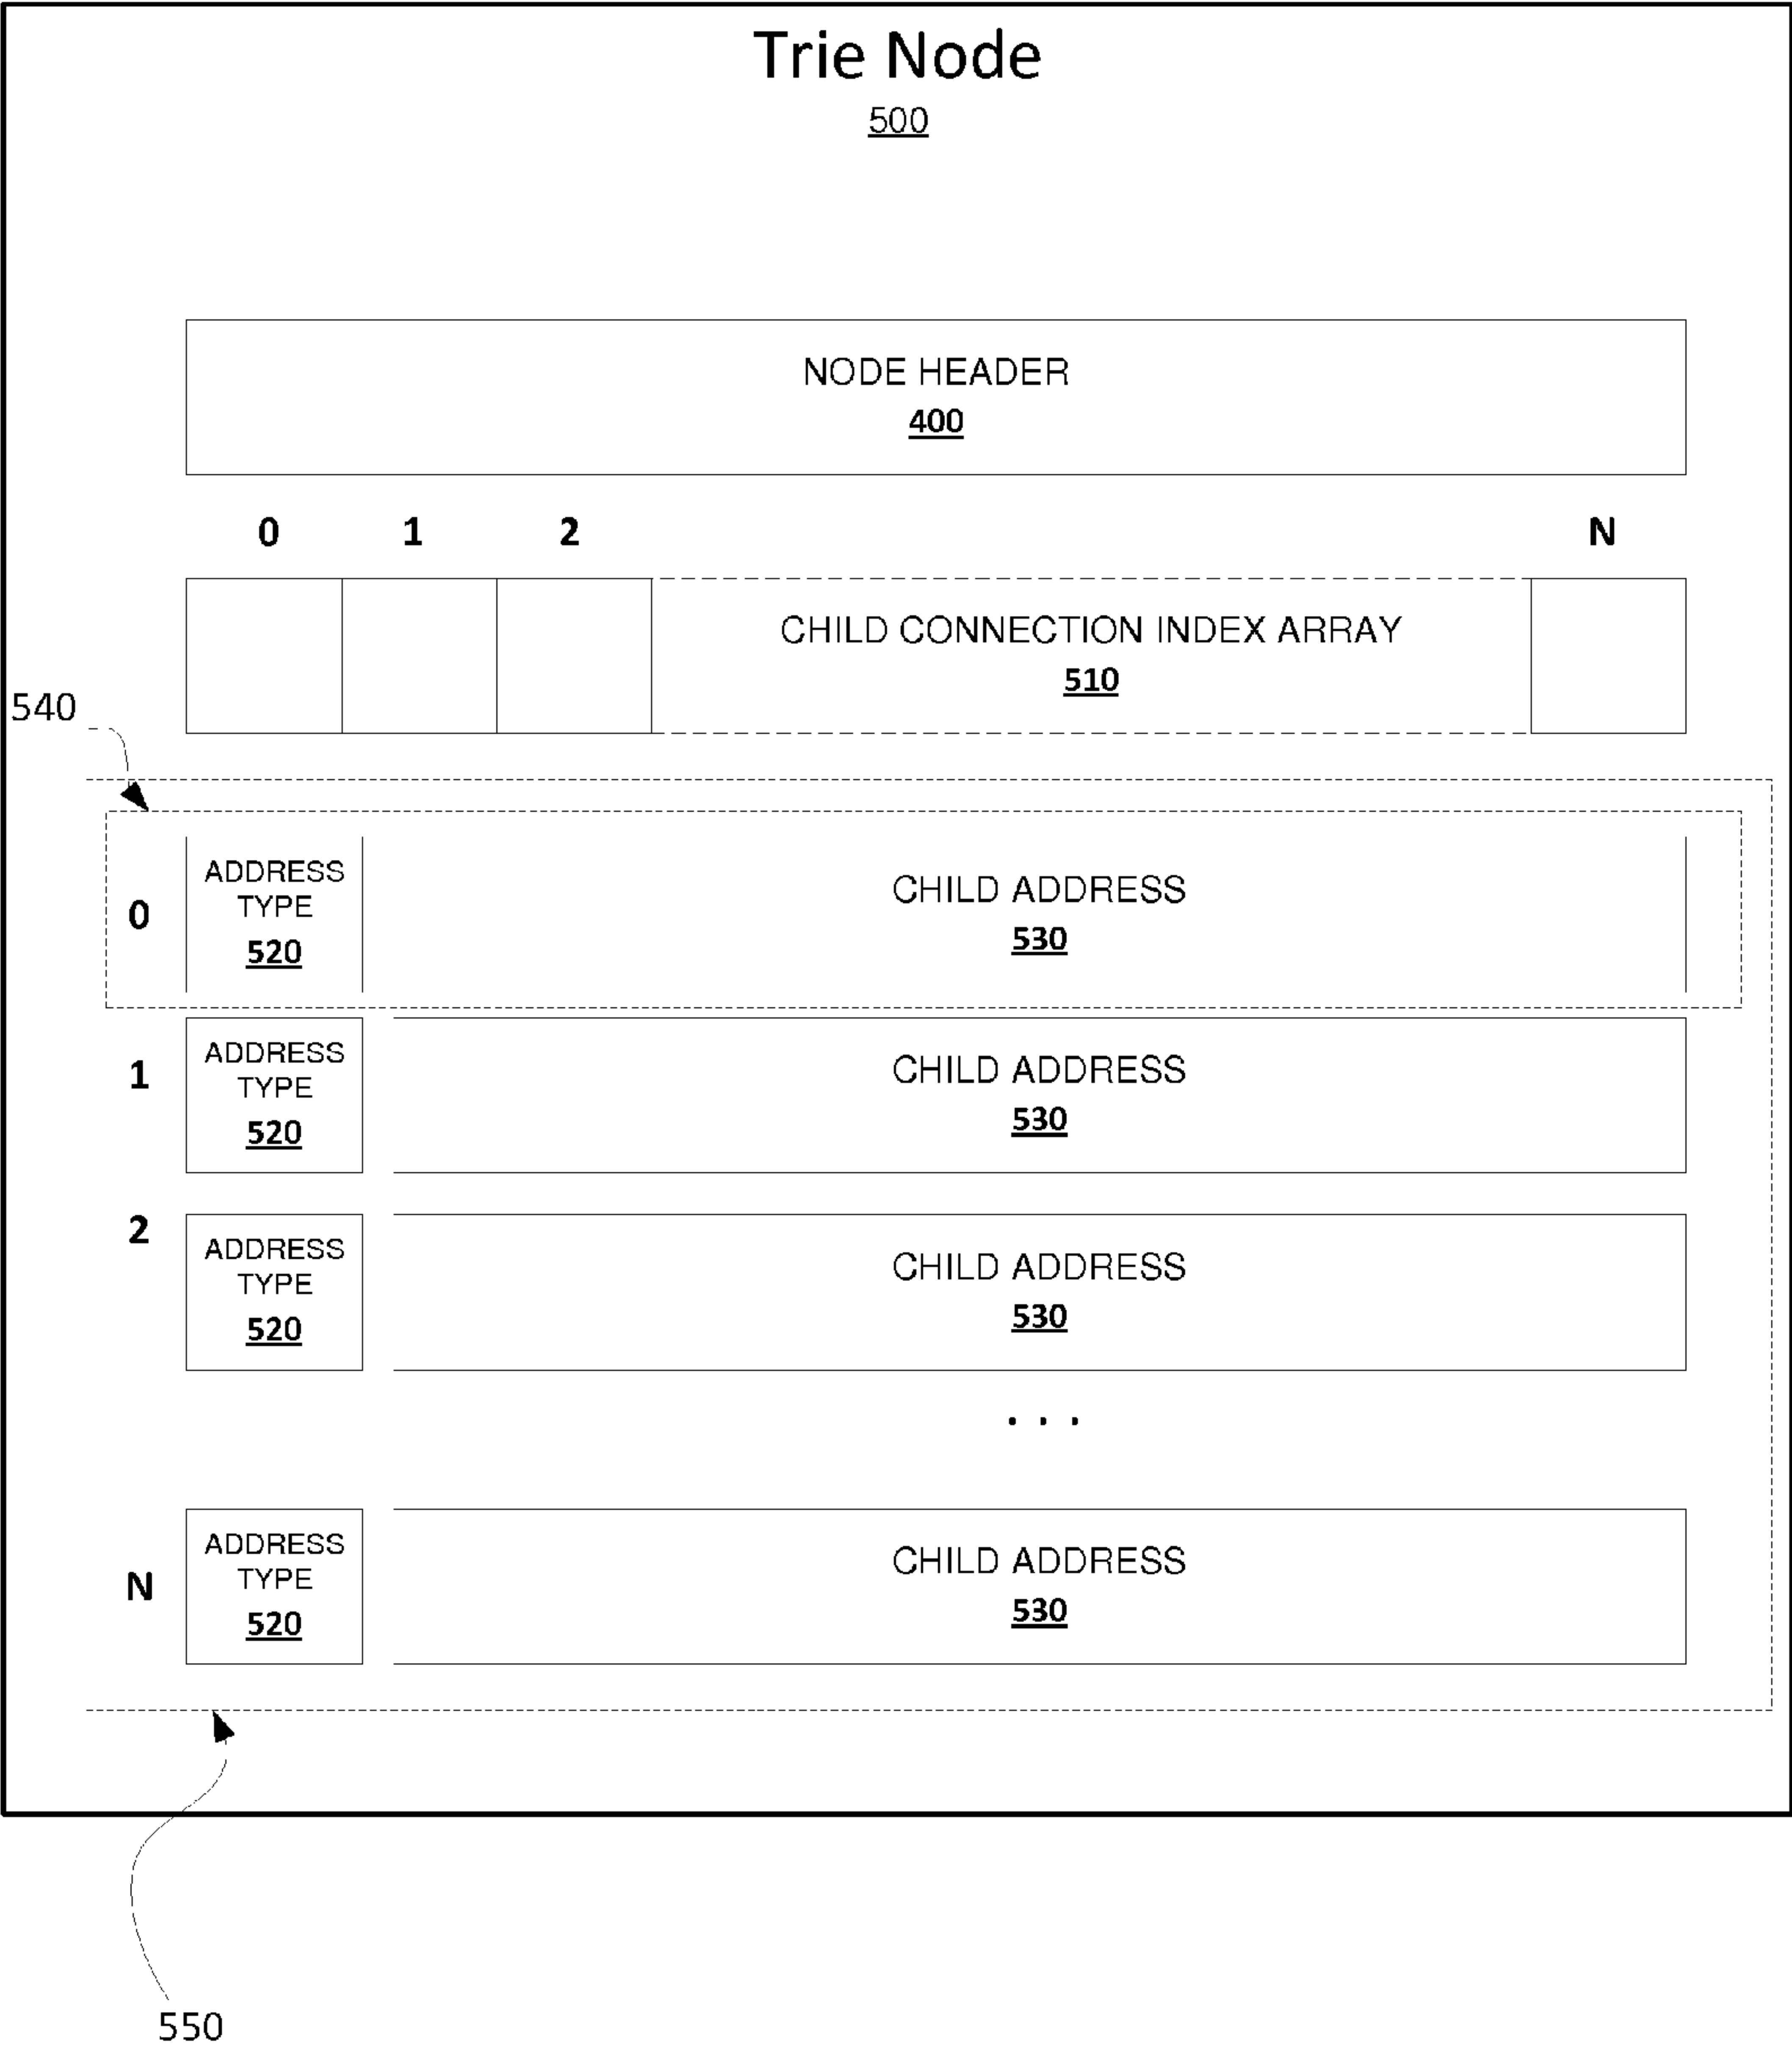 Trie Node
500
NODE HEADER
400
0 1 2 N
CHILD CONNECTION INDEX ARRAY
510
540
0
ADDRESS
TYPE
520
CHILD ADDRESS
530
1
ADDRESS
TYPE
520
CHILD ADDRESS
530
2
ADDRESS
TYPE
520
CHILD ADDRESS
530
. . .
N
ADDRESS
TYPE
520
CHILD ADDRESS
530
550